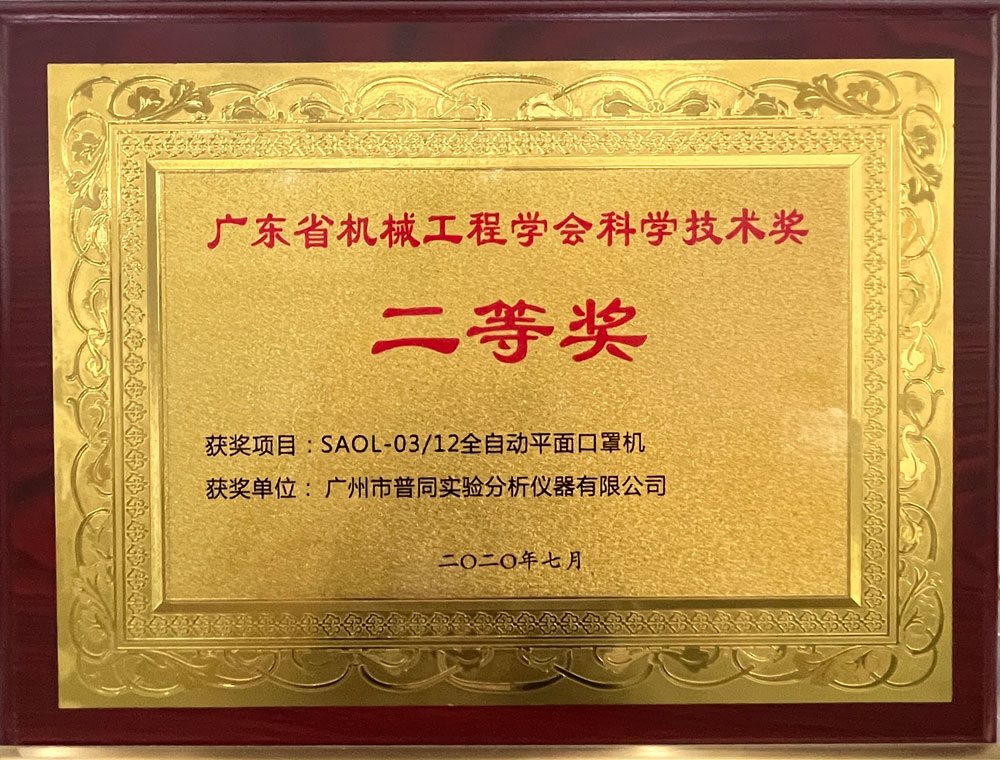 广东省机械工程学会科学技术奖
二等奖
获奖项目：SAOL-03/12全自动平面口罩机
获奖单位：广州市普同实验分析仪器有限公司
二〇二〇年七月